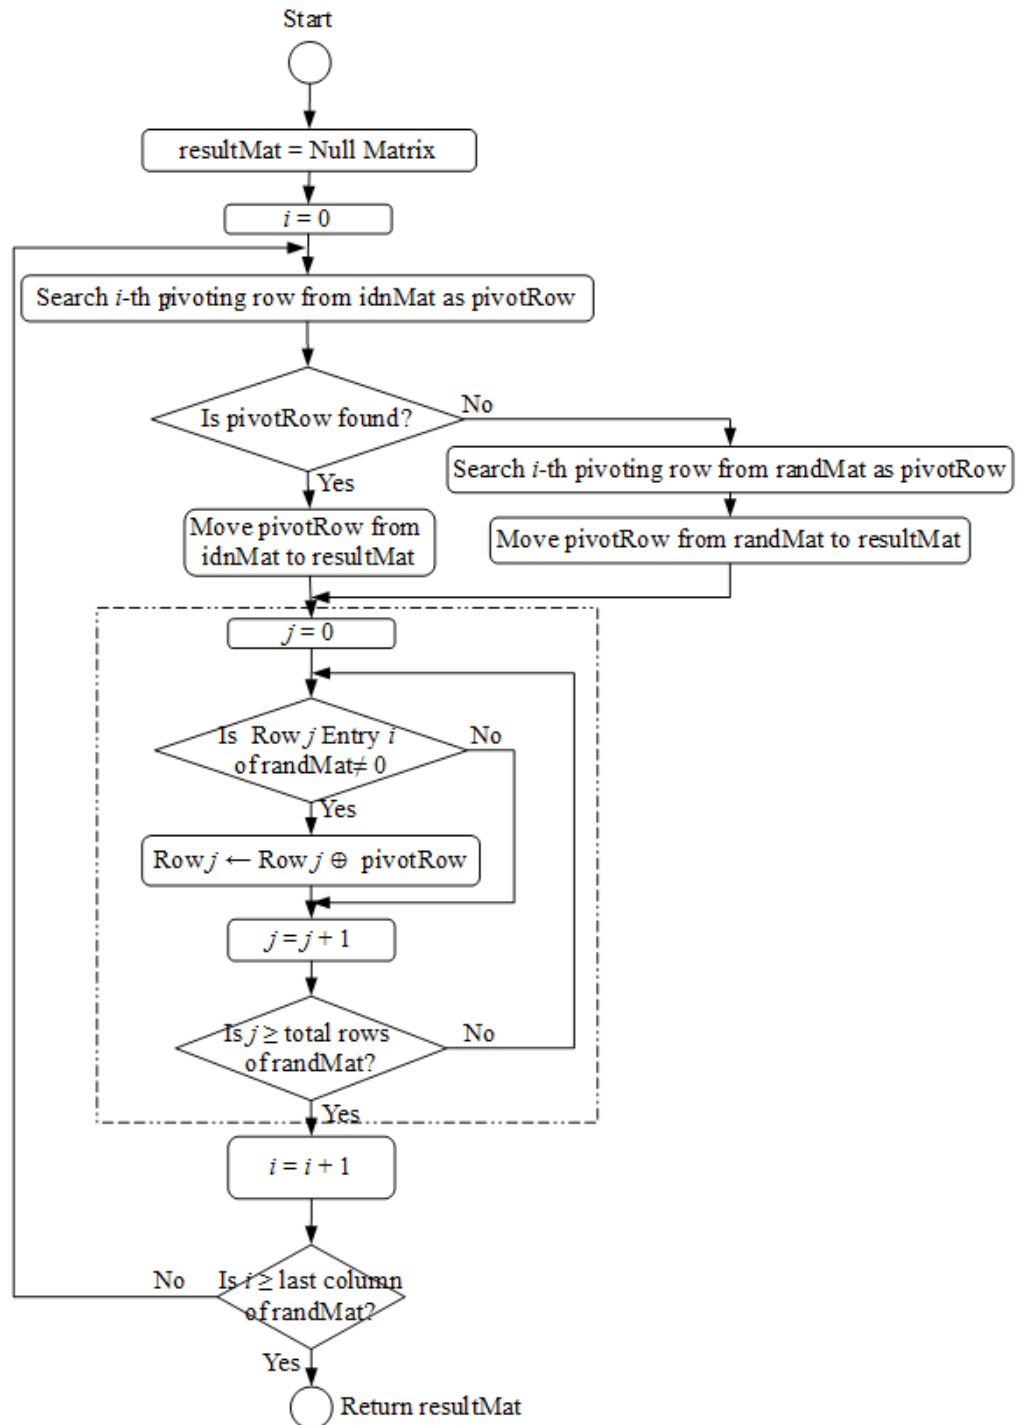 Start
resultMat = Null Matrix
i = 0
Search i-th pivoting row from idnMat as pivotRow
Is pivotRow found?
No
Search i-th pivoting row from randMat as pivotRow
Yes
Move pivotRow from
idnMat to resultMat
Move pivotRow from randMat to resultMat
j = 0
Is Row j Entry i
of randMat≠ 0
No
Yes
Row j ← Row j ⊕ pivotRow
j = j + 1
Is j ≥ total rows
of randMat?
No
Yes
i = i + 1
No
Is i ≥ last column
of randMat?
Yes
Return resultMat